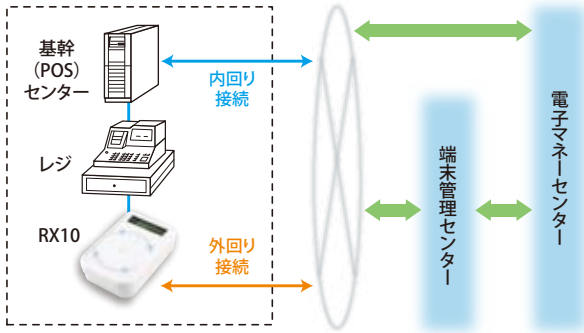 基幹
（POS）
センター
内回り
接続
レジ
RX10
外回り
接続
端末管理センター
電子マネーセンター